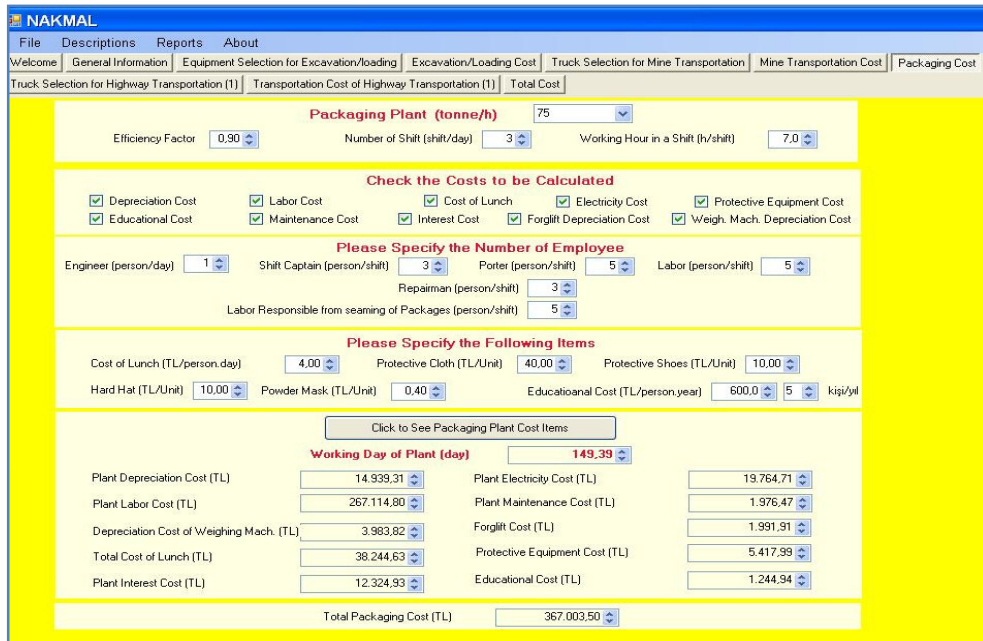 NAKMAL
File Descriptions Reports About
Welcome General Information Equipment Selection for Excavation/loading Excavation/Loading Cost Truck Selection for Mine Transportation Mine Transportation Cost Packaging Cost
Truck Selection for Highway Transportation (1) Transportation Cost of Highway Transportation (1) Total Cost
Packaging Plant (tonne/h) 75
Efficiency Factor 0,90 Number of Shift (shift/day) 3 Working Hour in a Shift (h/shift) 7,0
Check the Costs to be Calculated
Depreciation Cost Labor Cost Cost of Lunch Electricity Cost Protective Equipment Cost
Educational Cost Maintenance Cost Interest Cost Forglift Depreciation Cost Weigh. Mach. Depreciation Cost
Please Specify the Number of Employee
Engineer (person/day) 1 Shift Captain (person/shift) 3 Porter (person/shift) 5 Labor (person/shift) 5
Repairman (person/shift) 3
Labor Responsible from seaming of Packages (person/shift) 5
Please Specify the Following Items
Cost of Lunch (TL/person.day) 4,00 Protective Cloth (TL/Unit) 40,00 Protective Shoes (TL/Unit) 10,00
Hard Hat (TL/Unit) 10,00 Powder Mask (TL/Unit) 0,40 Educatioanal Cost (TL/person.year) 600,0 5 kişi/yıl
Click to See Packaging Plant Cost Items
Working Day of Plant (day) 149,39
Plant Depreciation Cost (TL) 14.939,31 Plant Electricity Cost (TL) 19.764,71
Plant Labor Cost (TL) 267.114,80 Plant Maintenance Cost (TL) 1.976,47
Depreciation Cost of Weighing Mach. (TL) 3.983,82 Forglift Cost (TL) 1.991,91
Total Cost of Lunch (TL) 38.244,63 Protective Equipment Cost (TL) 5.417,99
Plant Interest Cost (TL) 12.324,93 Educational Cost (TL) 1.244,94
Total Packaging Cost (TL) 367.003,50